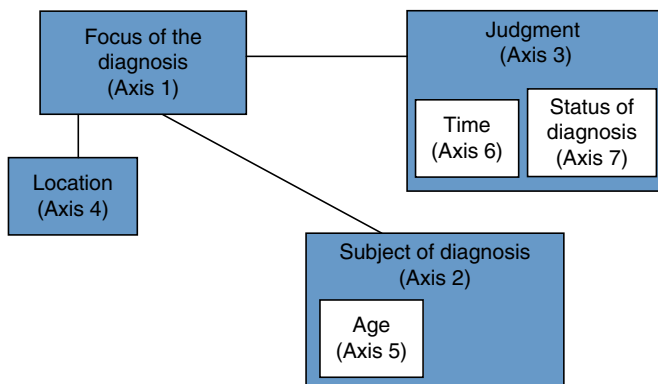 Focus of the
diagnosis
(Axis 1)
Judgment
(Axis 3)
Time
(Axis 6)
Status of
diagnosis
(Axis 7)
Location
(Axis 4)
Subject of diagnosis
(Axis 2)
Age
(Axis 5)